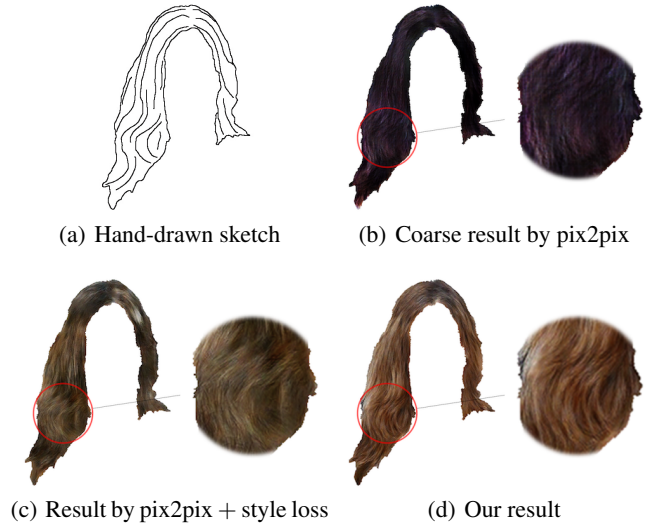 (a) Hand-drawn sketch
(b) Coarse result by pix2pix
(c) Result by pix2pix + style loss
(d) Our result